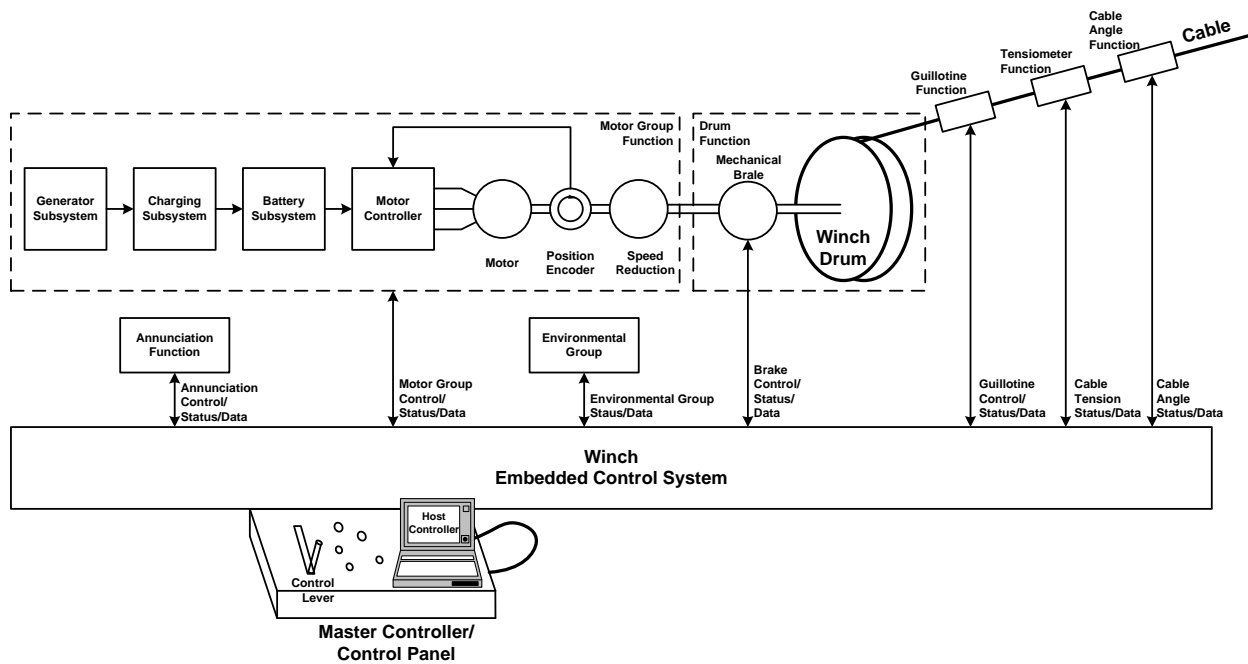 Cable
Angle
Function
Cable
Tensiometer
Function
Guillotine
Function
Motor Group
Function
Drum
Function
Mechanical
Brale
Generator
Subsystem
Charging
Subsystem
Battery
Subsystem
Motor
Controller
Winch
Drum
Motor
Position
Encoder
Speed
Reduction
Annunciation
Function
Environmental
Group
Annunciation
Control/
Status/Data
Motor Group
Control/
Status/Data
Environmental Group
Staus/Data
Brake
Control/
Status/
Data
Guillotine
Control/
Status/Data
Cable
Tension
Status/Data
Cable
Angle
Status/Data
Winch
Embedded Control System
Host
Controller
Control
Lever
Master Controller/
Control Panel